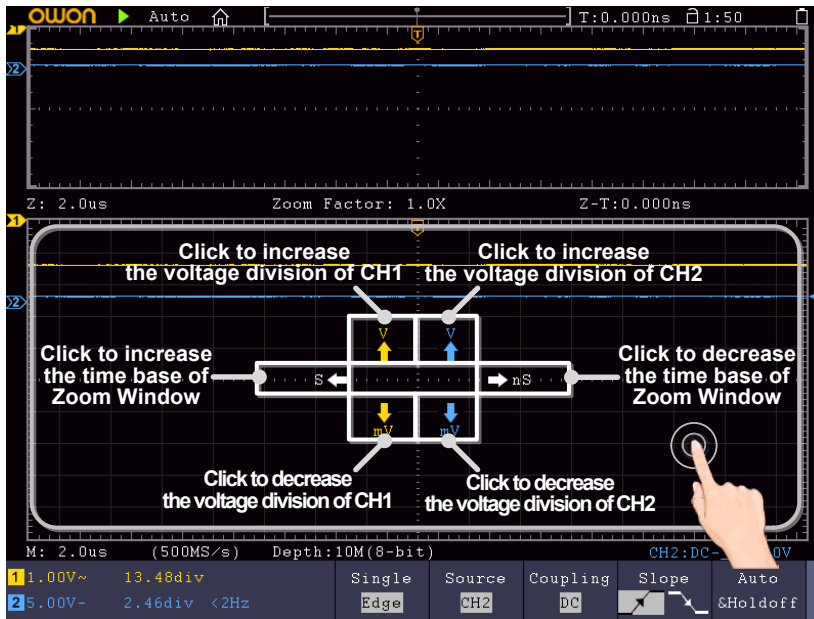 owon Auto T:0.000ns 1:50
T
1
2
Z: 2.0us Zoom Factor: 1.0X Z-T:0.000ns
1
Click to increase
the voltage division of CH1
Click to increase
the voltage division of CH2
2
V V
Click to increase
the time base of
Zoom Window
S nS
Click to decrease
the time base of
Zoom Window
mV mV
Click to decrease
the voltage division of CH1
Click to decrease
the voltage division of CH2
M: 2.0us (500MS/s) Depth:10M(8-bit) CH2:DC-
1 1.00V~ 13.48div Single Source Coupling Slope Auto
2 5.00V- 2.46div <2Hz Edge CH2 DC &Holdoff